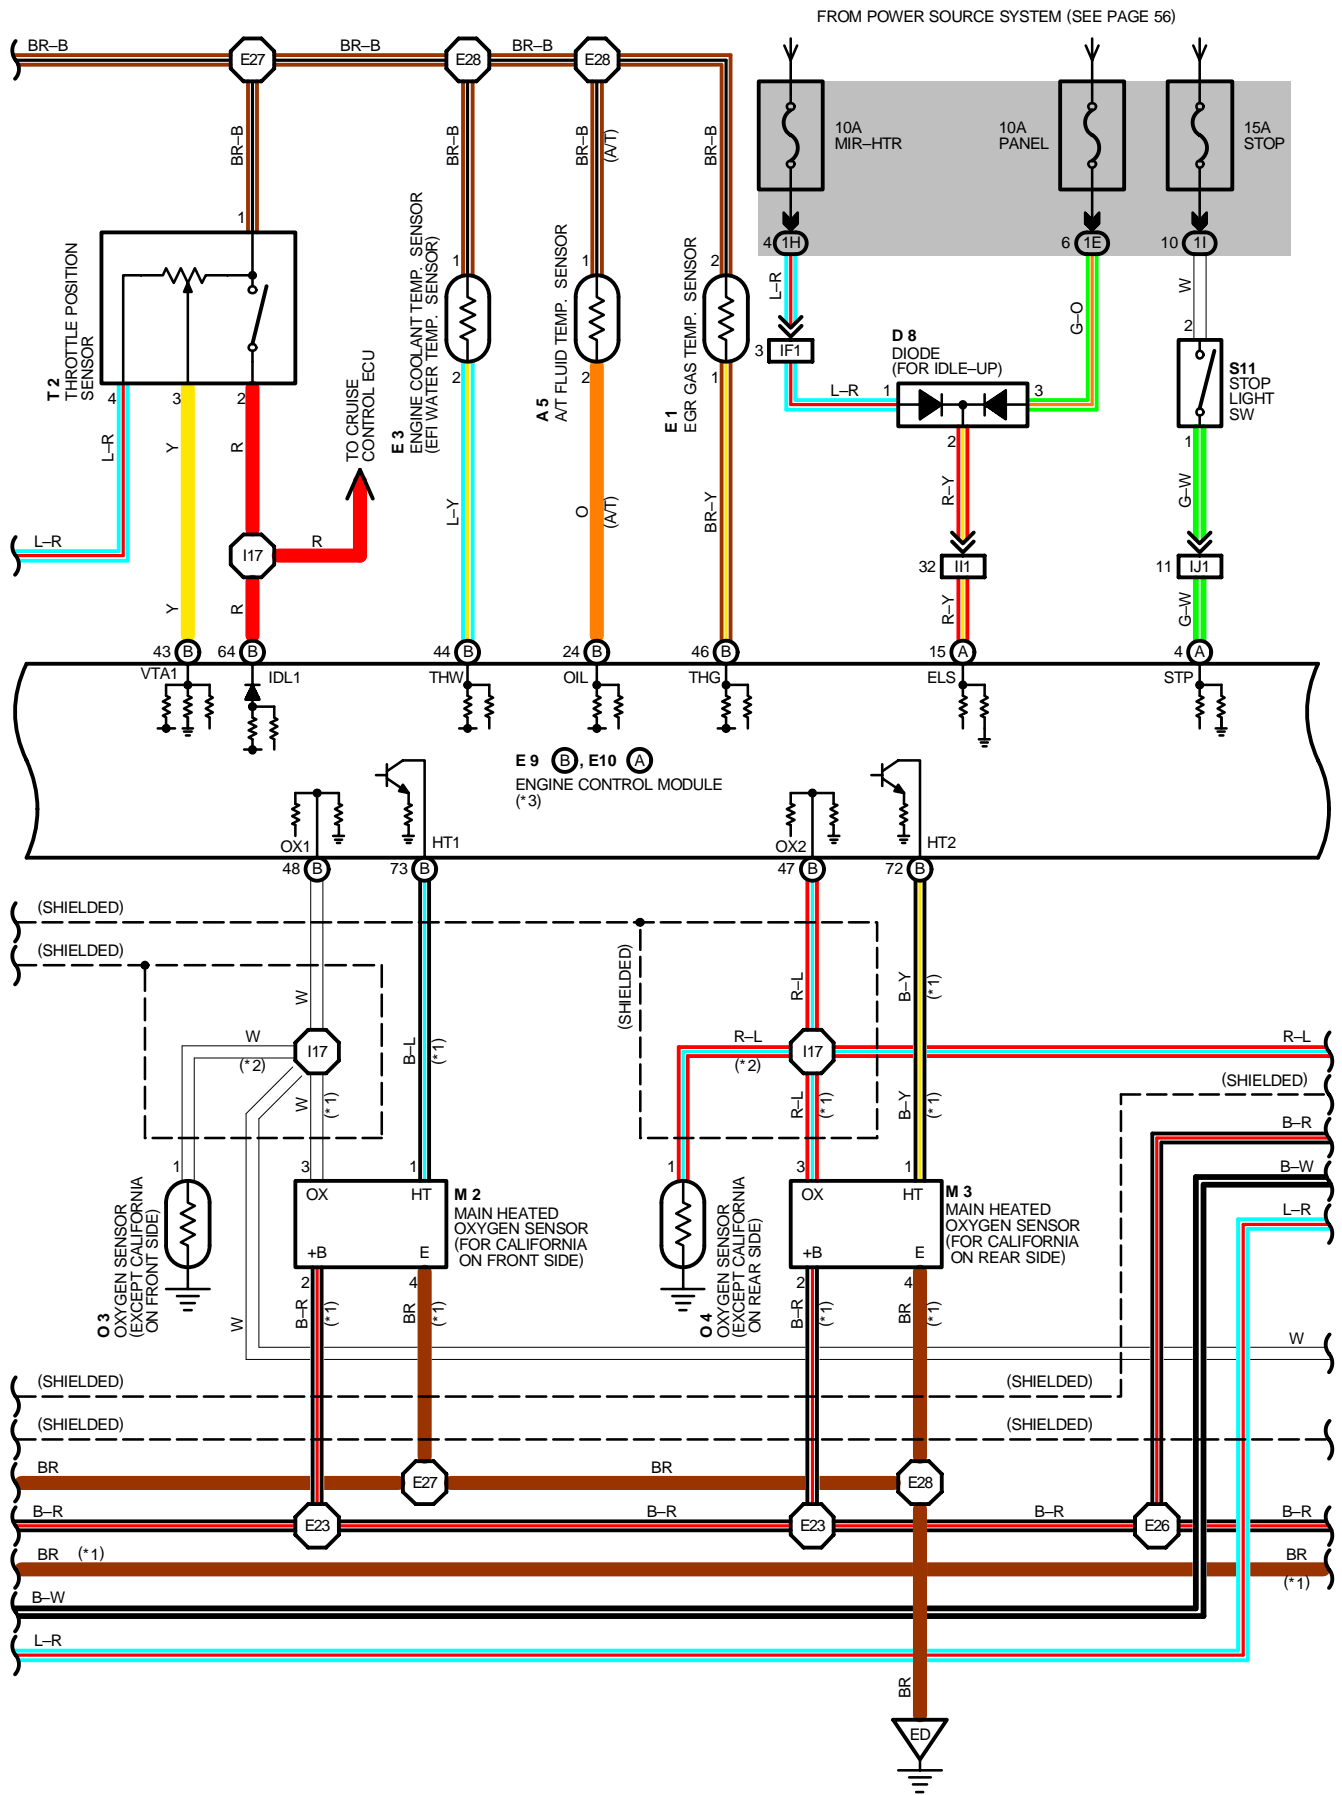 FROM POWER SOURCE SYSTEM (SEE PAGE 56)
BR–B
E27
BR–B
E28
BR–B
E28
BR–B
BR–B
BR–B
(A/T)
BR–B
10A
MIR–HTR
10A
PANEL
15A
STOP
4
1H
6
1E
10
1I
1
T 2
THROTTLE POSITION
SENSOR
4
3
2
L–R
Y
R
TO CRUISE
CONTROL ECU
1
E 3
ENGINE COOLANT TEMP. SENSOR
(EFI WATER TEMP. SENSOR)
2
L–Y
1
A 5
A/T FLUID TEMP. SENSOR
2
O
(A/T)
2
E 1
EGR GAS TEMP. SENSOR
1
BR–Y
L–R
3
IF1
L–R
D 8
DIODE
(FOR IDLE–UP)
1
3
2
G–O
R–Y
W
2
S11
STOP
LIGHT
SW
1
G–W
L–R
I17
R
Y
R
32
II1
R–Y
11
IJ1
G–W
43
B
64
B
44
B
24
B
46
B
15
A
4
A
VTA1
IDL1
THW
OIL
THG
ELS
STP
E 9
B
, E10
A
ENGINE CONTROL MODULE
(*3)
OX1
HT1
OX2
HT2
48
B
73
B
47
B
72
B
(SHIELDED)
(SHIELDED)
(SHIELDED)
W
B–L
(*1)
R–L
B–Y
(*1)
W
(*2)
I17
W
(*1)
R–L
(*2)
I17
R–L
(*1)
B–Y
(*1)
R–L
(SHIELDED)
B–R
B–W
L–R
1
3
1
OX
HT
+B
E
M 2
MAIN HEATED
OXYGEN SENSOR
(FOR CALIFORNIA
ON FRONT SIDE)
1
3
1
OX
HT
+B
E
M 3
MAIN HEATED
OXYGEN SENSOR
(FOR CALIFORNIA
ON REAR SIDE)
O 3
OXYGEN SENSOR
(EXCEPT CALIFORNIA
ON FRONT SIDE)
W
2
B–R
(*1)
4
BR
(*1)
O 4
OXYGEN SENSOR
(EXCEPT CALIFORNIA
ON REAR SIDE)
2
B–R
(*1)
4
BR
(*1)
W
(SHIELDED)
(SHIELDED)
(SHIELDED)
(SHIELDED)
BR
E27
BR
E28
B–R
E23
B–R
E23
B–R
E26
B–R
BR
(*1)
BR
(*1)
B–W
L–R
BR
ED